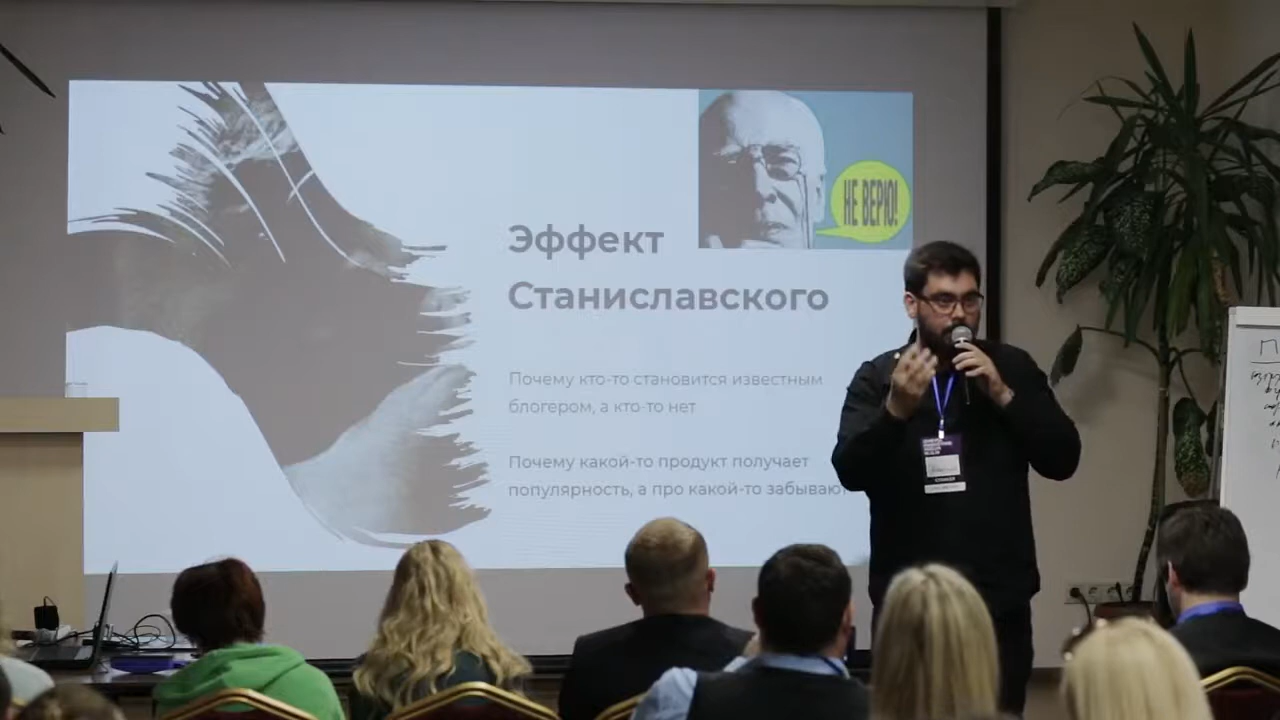 НЕ ВЕРЮ!
Эффект
Станиславского
Почему кто-то становится известным
блогером, а кто-то нет
Почему какой-то продукт получает
популярность, а про какой-то забывают